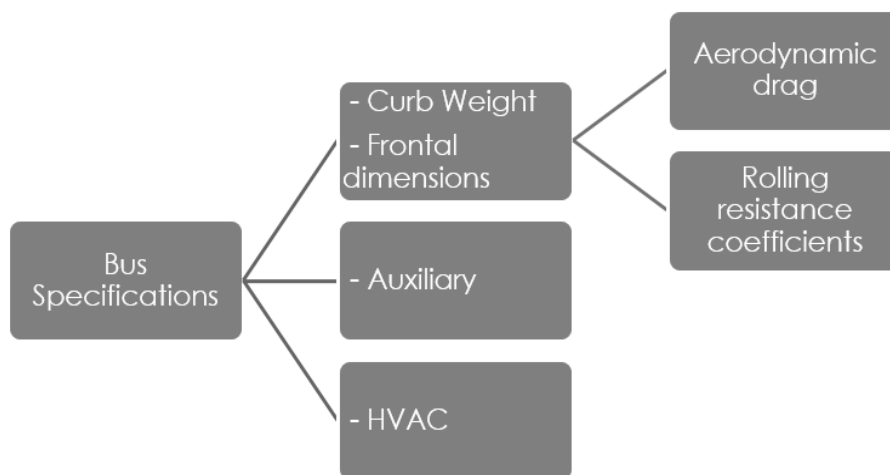 Bus
Specifications
- Curb Weight
- Frontal
dimensions
- Auxiliary
- HVAC
Aerodynamic
drag
Rolling
resistance
coefficients